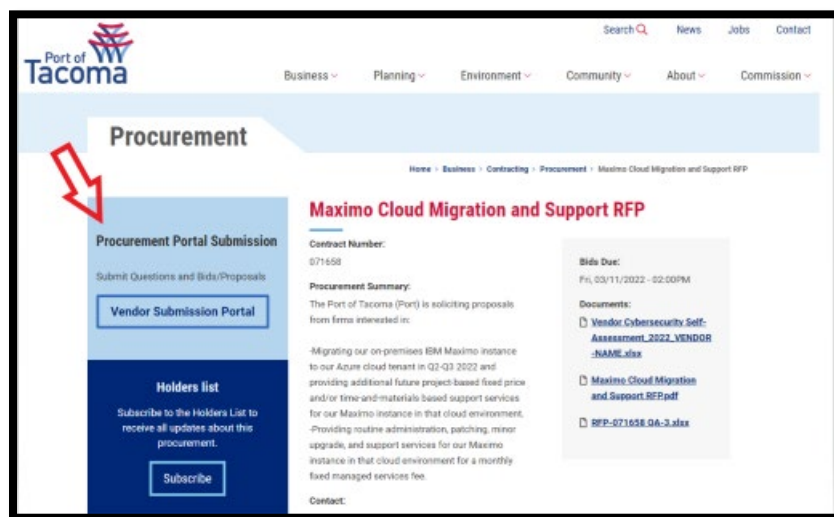 Port of
Tacoma
Search News Jobs Contact
Business Planning Environment Community About Commission
Procurement
Home > Business > Contracting > Procurement > Maximo Cloud Migration and Support RFP
Procurement Portal Submission
Submit Questions and Bids/Proposals
Vendor Submission Portal
Holders list
Subscribe to the Holders List to
receive all updates about this
procurement.
Subscribe
Maximo Cloud Migration and Support RFP
Contract Number:
071658
Procurement Summary:
The Port of Tacoma (Port) is soliciting proposals
from firms interested in:
-Migrating our on-premises IBM Maximo instance
to our Azure cloud tenant in Q2-Q3 2022 and
providing additional future project-based fixed price
and/or time-and-materials based support services
for our Maximo instance in that cloud environment.
-Providing routine administration, patching, minor
upgrade, and support services for our Maximo
instance in that cloud environment for a monthly
fixed managed services fee.
Contact:
Bids Due:
Fri, 03/11/2022 - 02:00PM
Documents:
Vendor Cybersecurity Self-
Assessment_2022_VENDOR
-NAME.xlsx
Maximo Cloud Migration
and Support RFP.pdf
RFP-071658 QA-3.xlsx